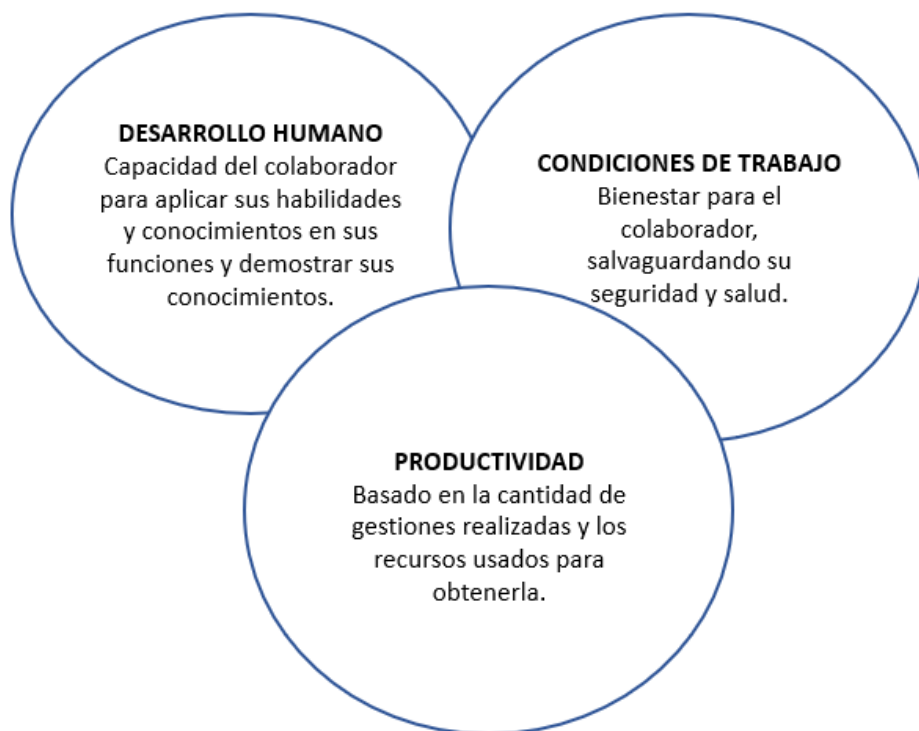 DESARROLLO HUMANO
Capacidad del colaborador
para aplicar sus habilidades
y conocimientos en sus
funciones y demostrar sus
conocimientos.
CONDICIONES DE TRABAJO
Bienestar para el
colaborador,
salvaguardando su
seguridad y salud.
PRODUCTIVIDAD
Basado en la cantidad de
gestiones realizadas y los
recursos usados para
obtenerla.